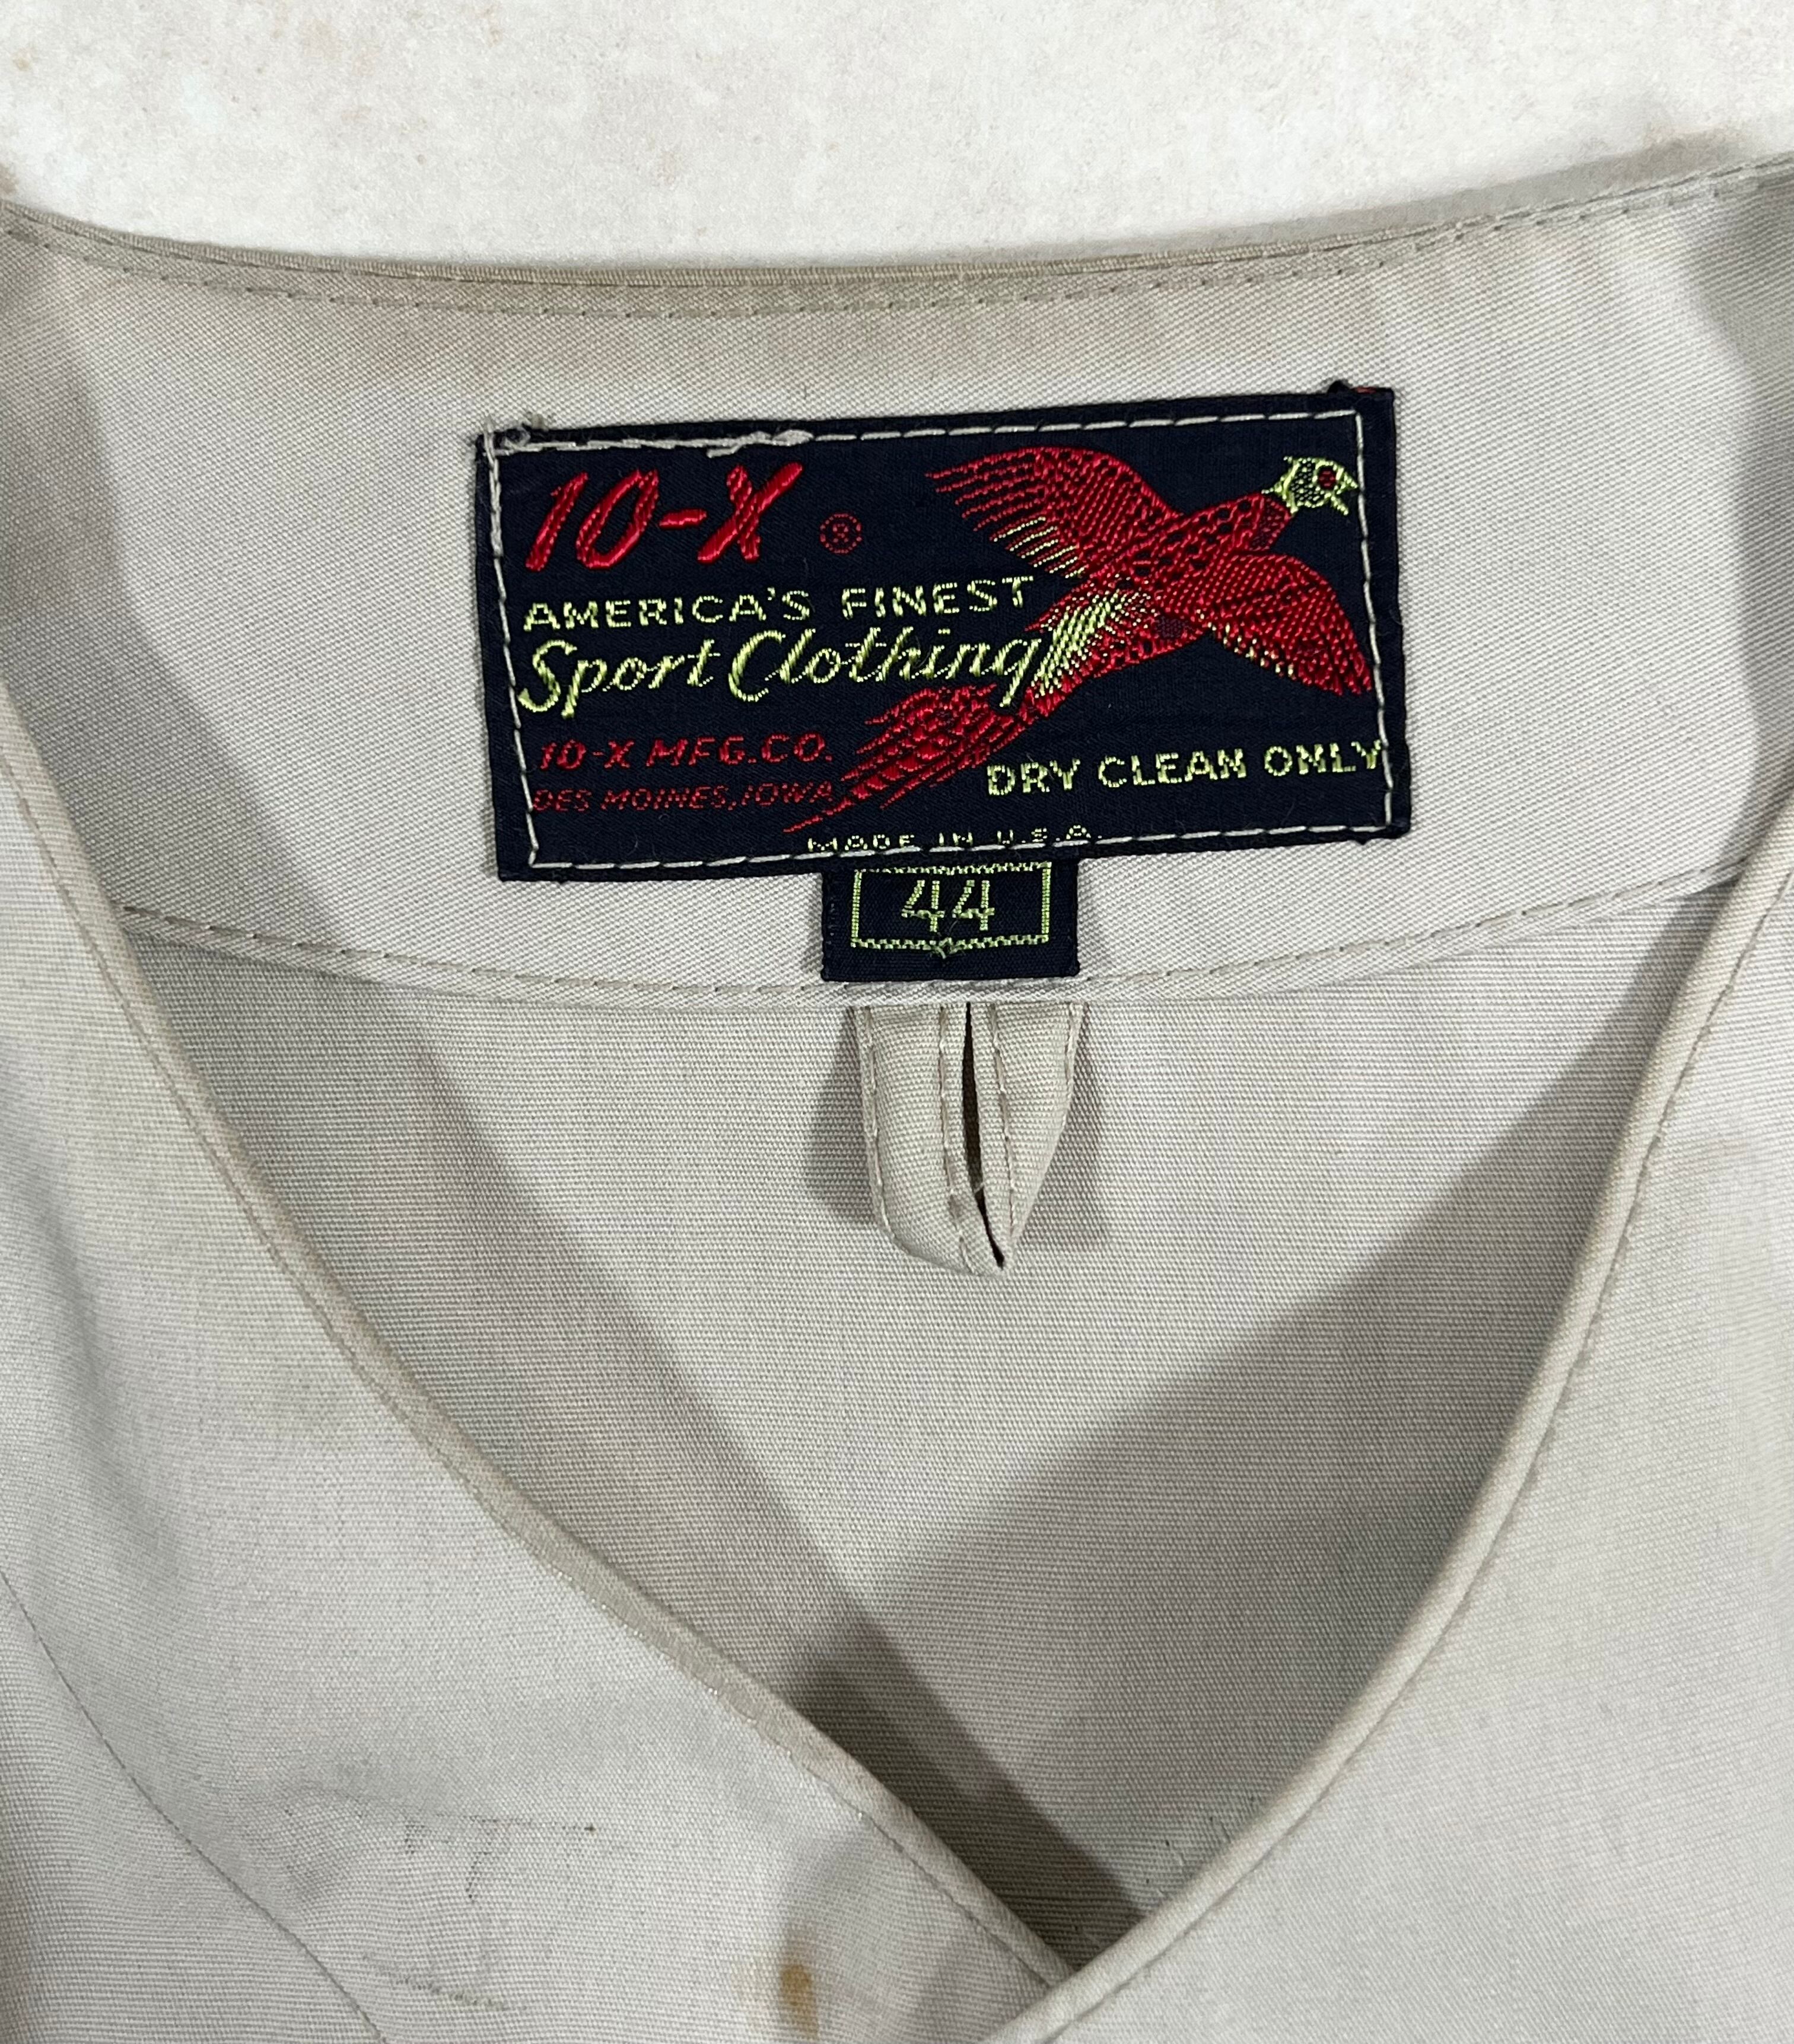 10-X ®
AMERICA'S FINEST
Sport Clothing
10-X MFG.CO.
DES MOINES, IOWA
DRY CLEAN ONLY
MADE IN U.S.A.
44